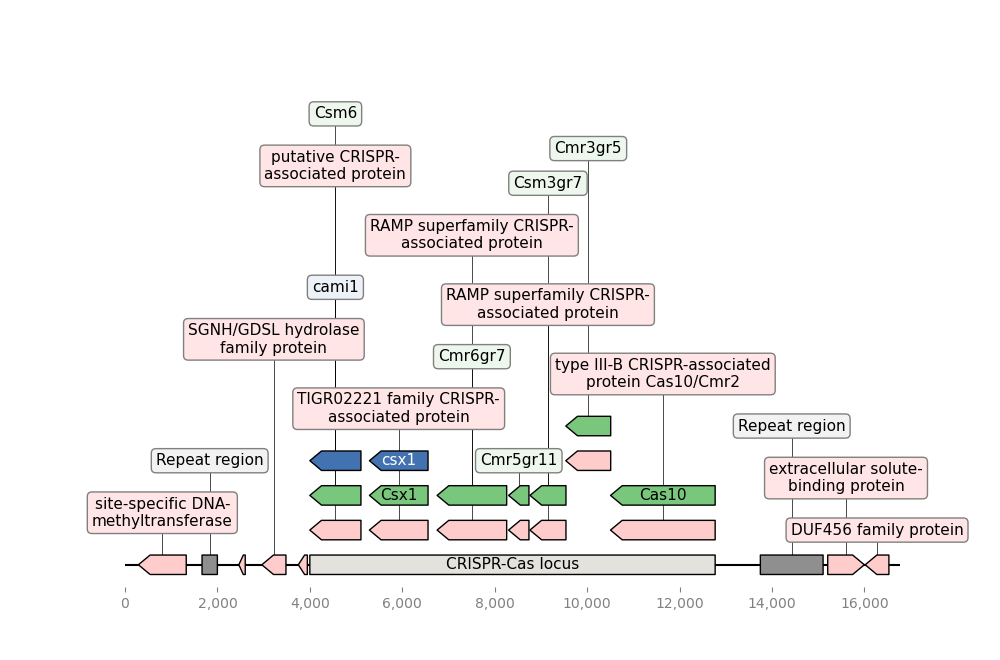 Csm6
putative CRISPR-
associated protein
Cmr3gr5
Csm3gr7
RAMP superfamily CRISPR-
associated protein
cami1
RAMP superfamily CRISPR-
associated protein
SGNH/GDSL hydrolase
family protein
Cmr6gr7
type III-B CRISPR-associated
protein Cas10/Cmr2
TIGR02221 family CRISPR-
associated protein
Repeat region
Repeat region
csx1
Cmr5gr11
extracellular solute-
binding protein
site-specific DNA-
methyltransferase
Csx1
Cas10
DUF456 family protein
CRISPR-Cas locus
0 2,000 4,000 6,000 8,000 10,000 12,000 14,000 16,000